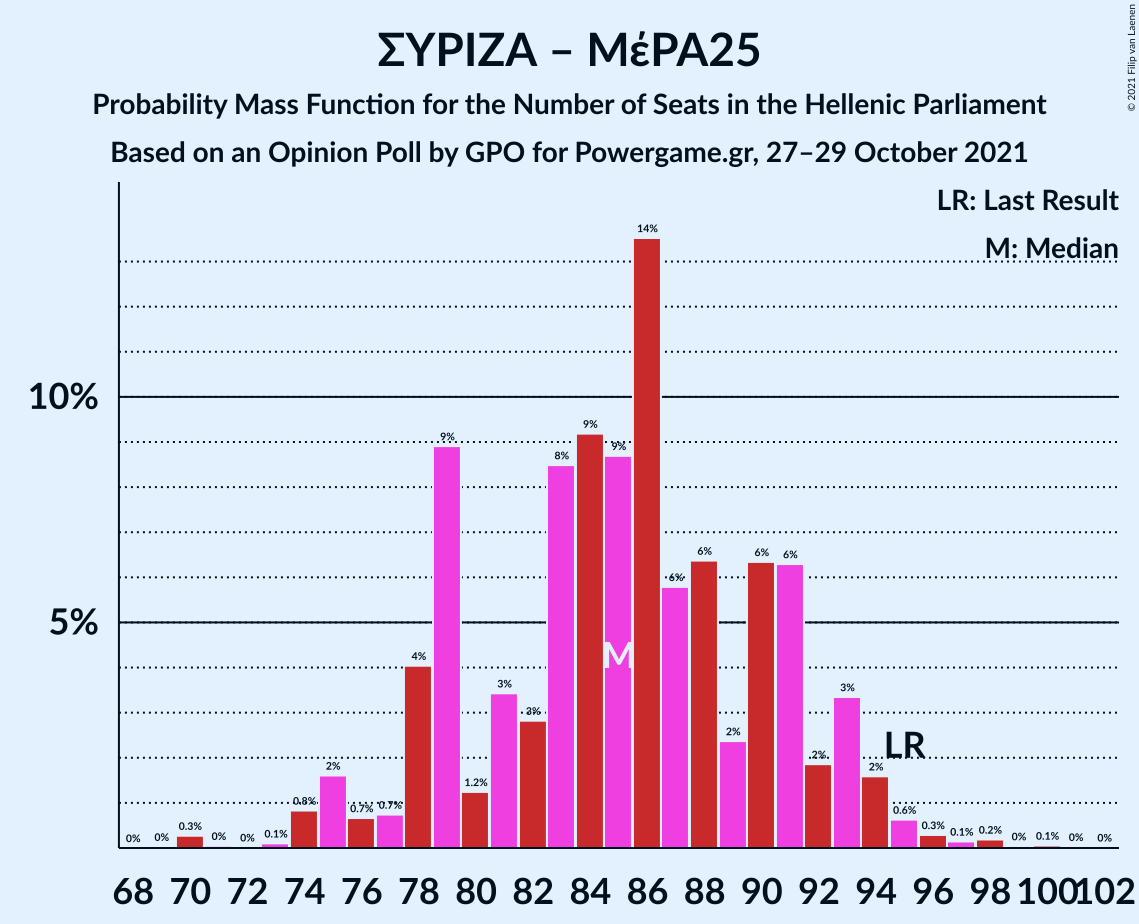 ΣΥΡΙΖΑ – ΜέΡΑ25
Probability Mass Function for the Number of Seats in the Hellenic Parliament
Based on an Opinion Poll by GPO for Powergame.gr, 27–29 October 2021
© 2021 Filip van Laenen
LR: Last Result
M: Median
10%
5%
0% 0% 0.3% 0% 0% 0.1% 0.8% 2% 0.7% 0.7% 4% 9% 1.2% 3% 3% 8% 9% 9% 14% 6% 6% 2% 6% 6% 2% 3% 2% 0.6% 0.3% 0.1% 0.2% 0% 0.1% 0% 0%
M
LR
68 70 72 74 76 78 80 82 84 86 88 90 92 94 96 98 100 102